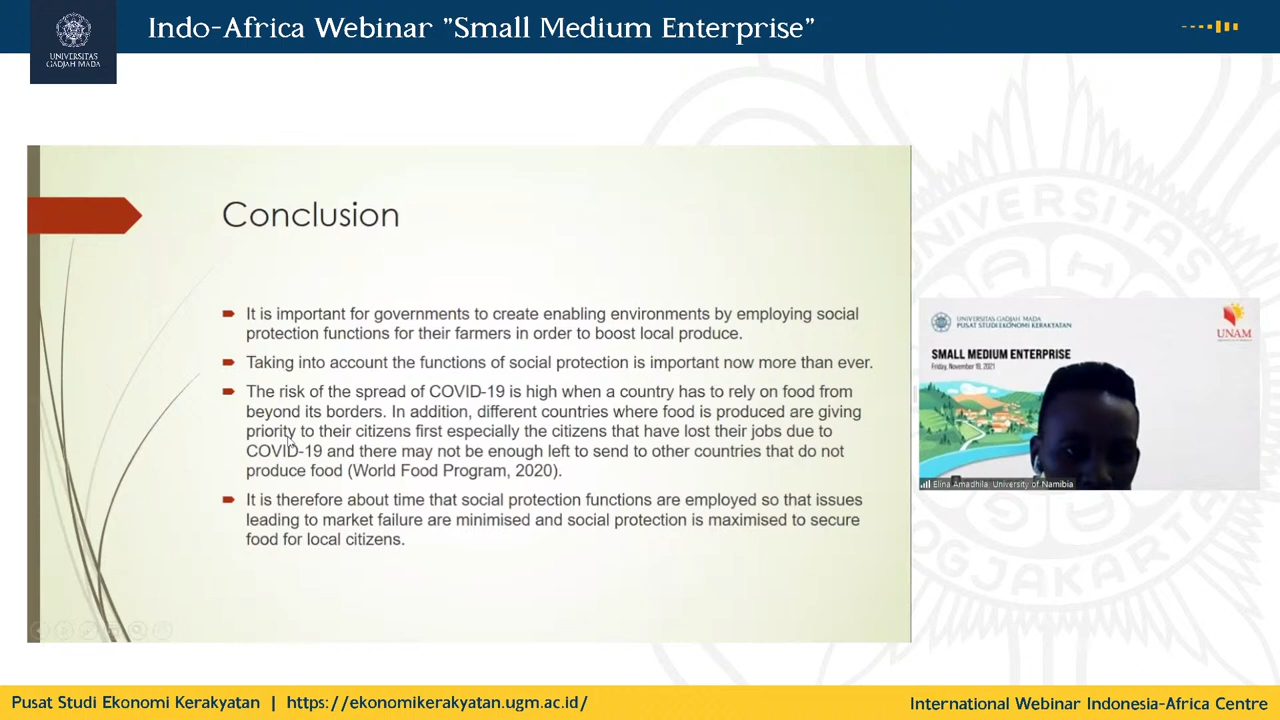 Indo-Africa Webinar "Small Medium Enterprise"
UNIVERSITAS
GADJAH MADA
Conclusion
It is important for governments to create enabling environments by employing social
protection functions for their farmers in order to boost local produce.
Taking into account the functions of social protection is important now more than ever.
The risk of the spread of COVID-19 is high when a country has to rely on food from
beyond its borders. In addition, different countries where food is produced are giving
priority to their citizens first especially the citizens that have lost their jobs due to
COVID-19 and there may not be enough left to send to other countries that do not
produce food (World Food Program, 2020).
It is therefore about time that social protection functions are employed so that issues
leading to market failure are minimised and social protection is maximised to secure
food for local citizens.
UNIVERSITAS GADJAH MADA
PUSAT STUDI EKONOMI KERAKYATAN
UNAM
SMALL MEDIUM ENTERPRISE
Friday, November 19, 2021
Elina Amadhila, University of Namibia
Pusat Studi Ekonomi Kerakyatan | https://ekonomikerakyatan.ugm.ac.id/
International Webinar Indonesia-Africa Centre